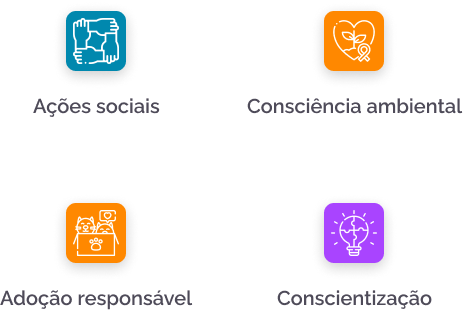 Ações sociais
Consciência ambiental
Adoção responsável
Conscientização